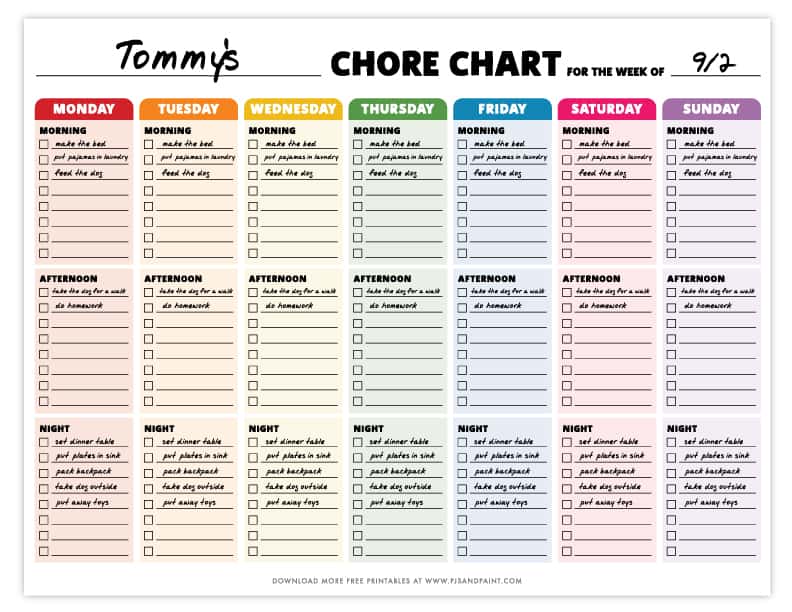 Tommy's CHORE CHART FOR THE WEEK OF 9/2
MONDAY TUESDAY WEDNESDAY THURSDAY FRIDAY SATURDAY SUNDAY
MORNING MORNING MORNING MORNING MORNING MORNING MORNING
make the bed make the bed make the bed make the bed make the bed make the bed make the bed
put pajamas in laundry put pajamas in laundry put pajamas in laundry put pajamas in laundry put pajamas in laundry put pajamas in laundry put pajamas in laundry
feed the dog feed the dog feed the dog feed the dog feed the dog feed the dog feed the dog
AFTERNOON AFTERNOON AFTERNOON AFTERNOON AFTERNOON AFTERNOON AFTERNOON
take the dog for a walk take the dog for a walk take the dog for a walk take the dog for a walk take the dog for a walk take the dog for a walk take the dog for a walk
do homework do homework do homework do homework do homework do homework do homework
NIGHT NIGHT NIGHT NIGHT NIGHT NIGHT NIGHT
set dinner table set dinner table set dinner table set dinner table set dinner table set dinner table set dinner table
put plates in sink put plates in sink put plates in sink put plates in sink put plates in sink put plates in sink put plates in sink
pack backpack pack backpack pack backpack pack backpack pack backpack pack backpack pack backpack
take dog outside take dog outside take dog outside take dog outside take dog outside take dog outside take dog outside
put away toys put away toys put away toys put away toys put away toys put away toys put away toys
DOWNLOAD MORE FREE PRINTABLES AT WWW.PJSANDPAINT.COM